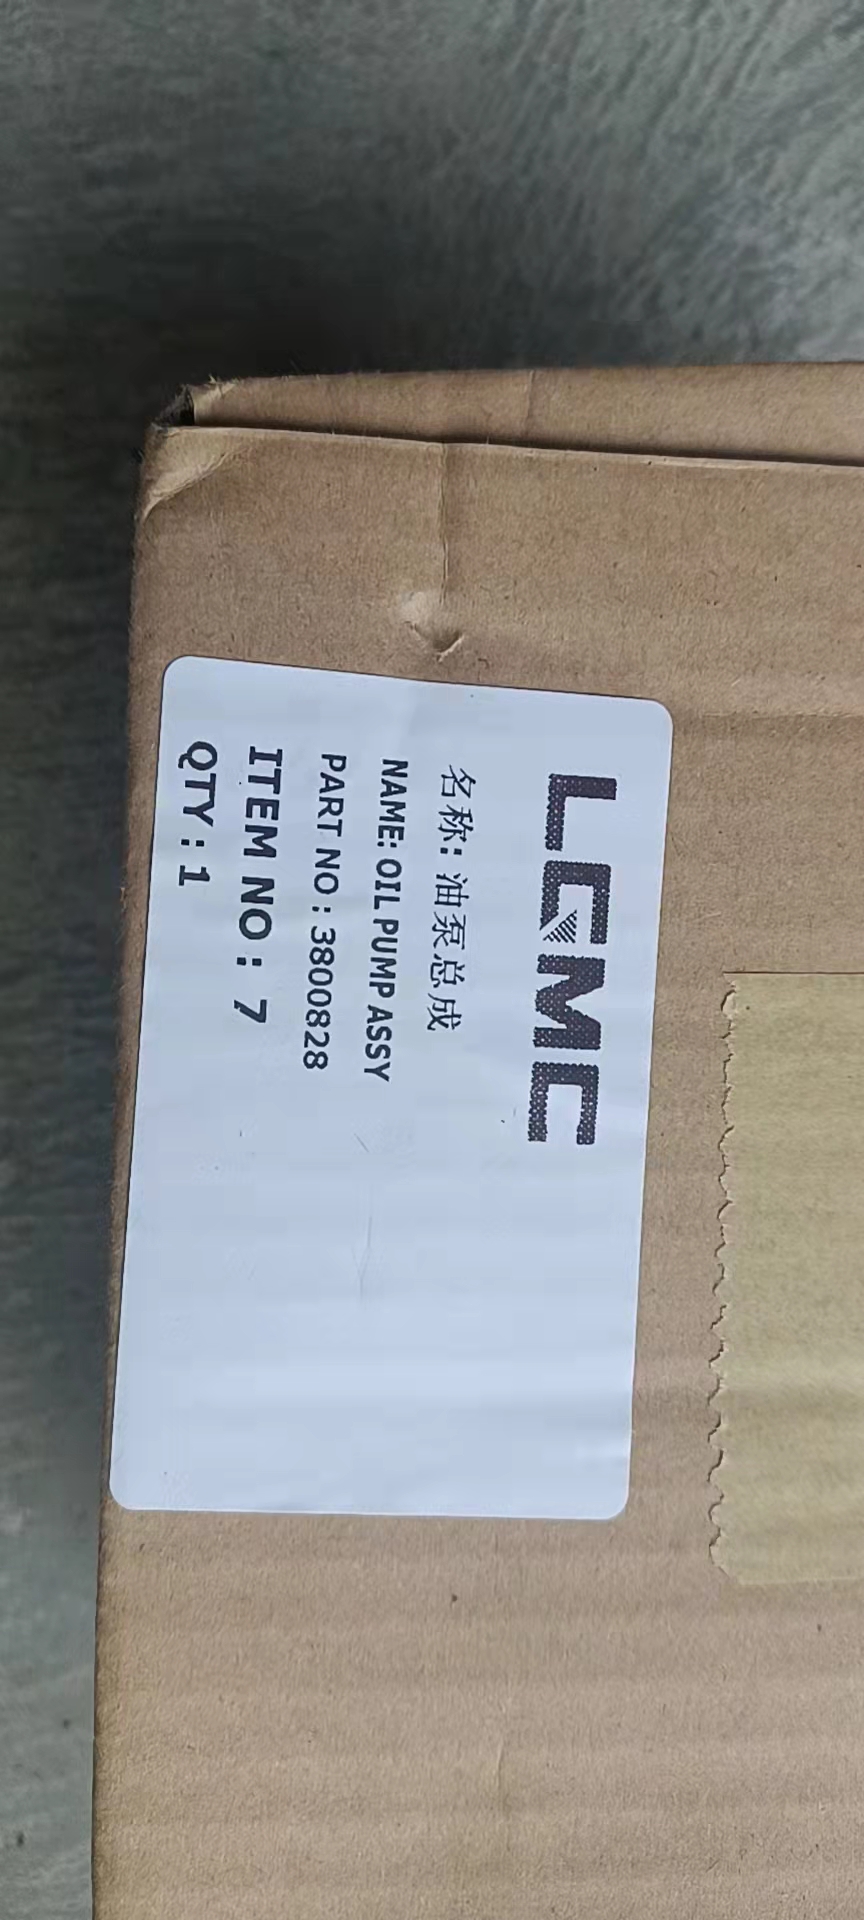 LGMC
名称: 油泵总成
NAME: OIL PUMP ASSY
PART NO : 3800828
ITEM NO : 7
QTY : 1